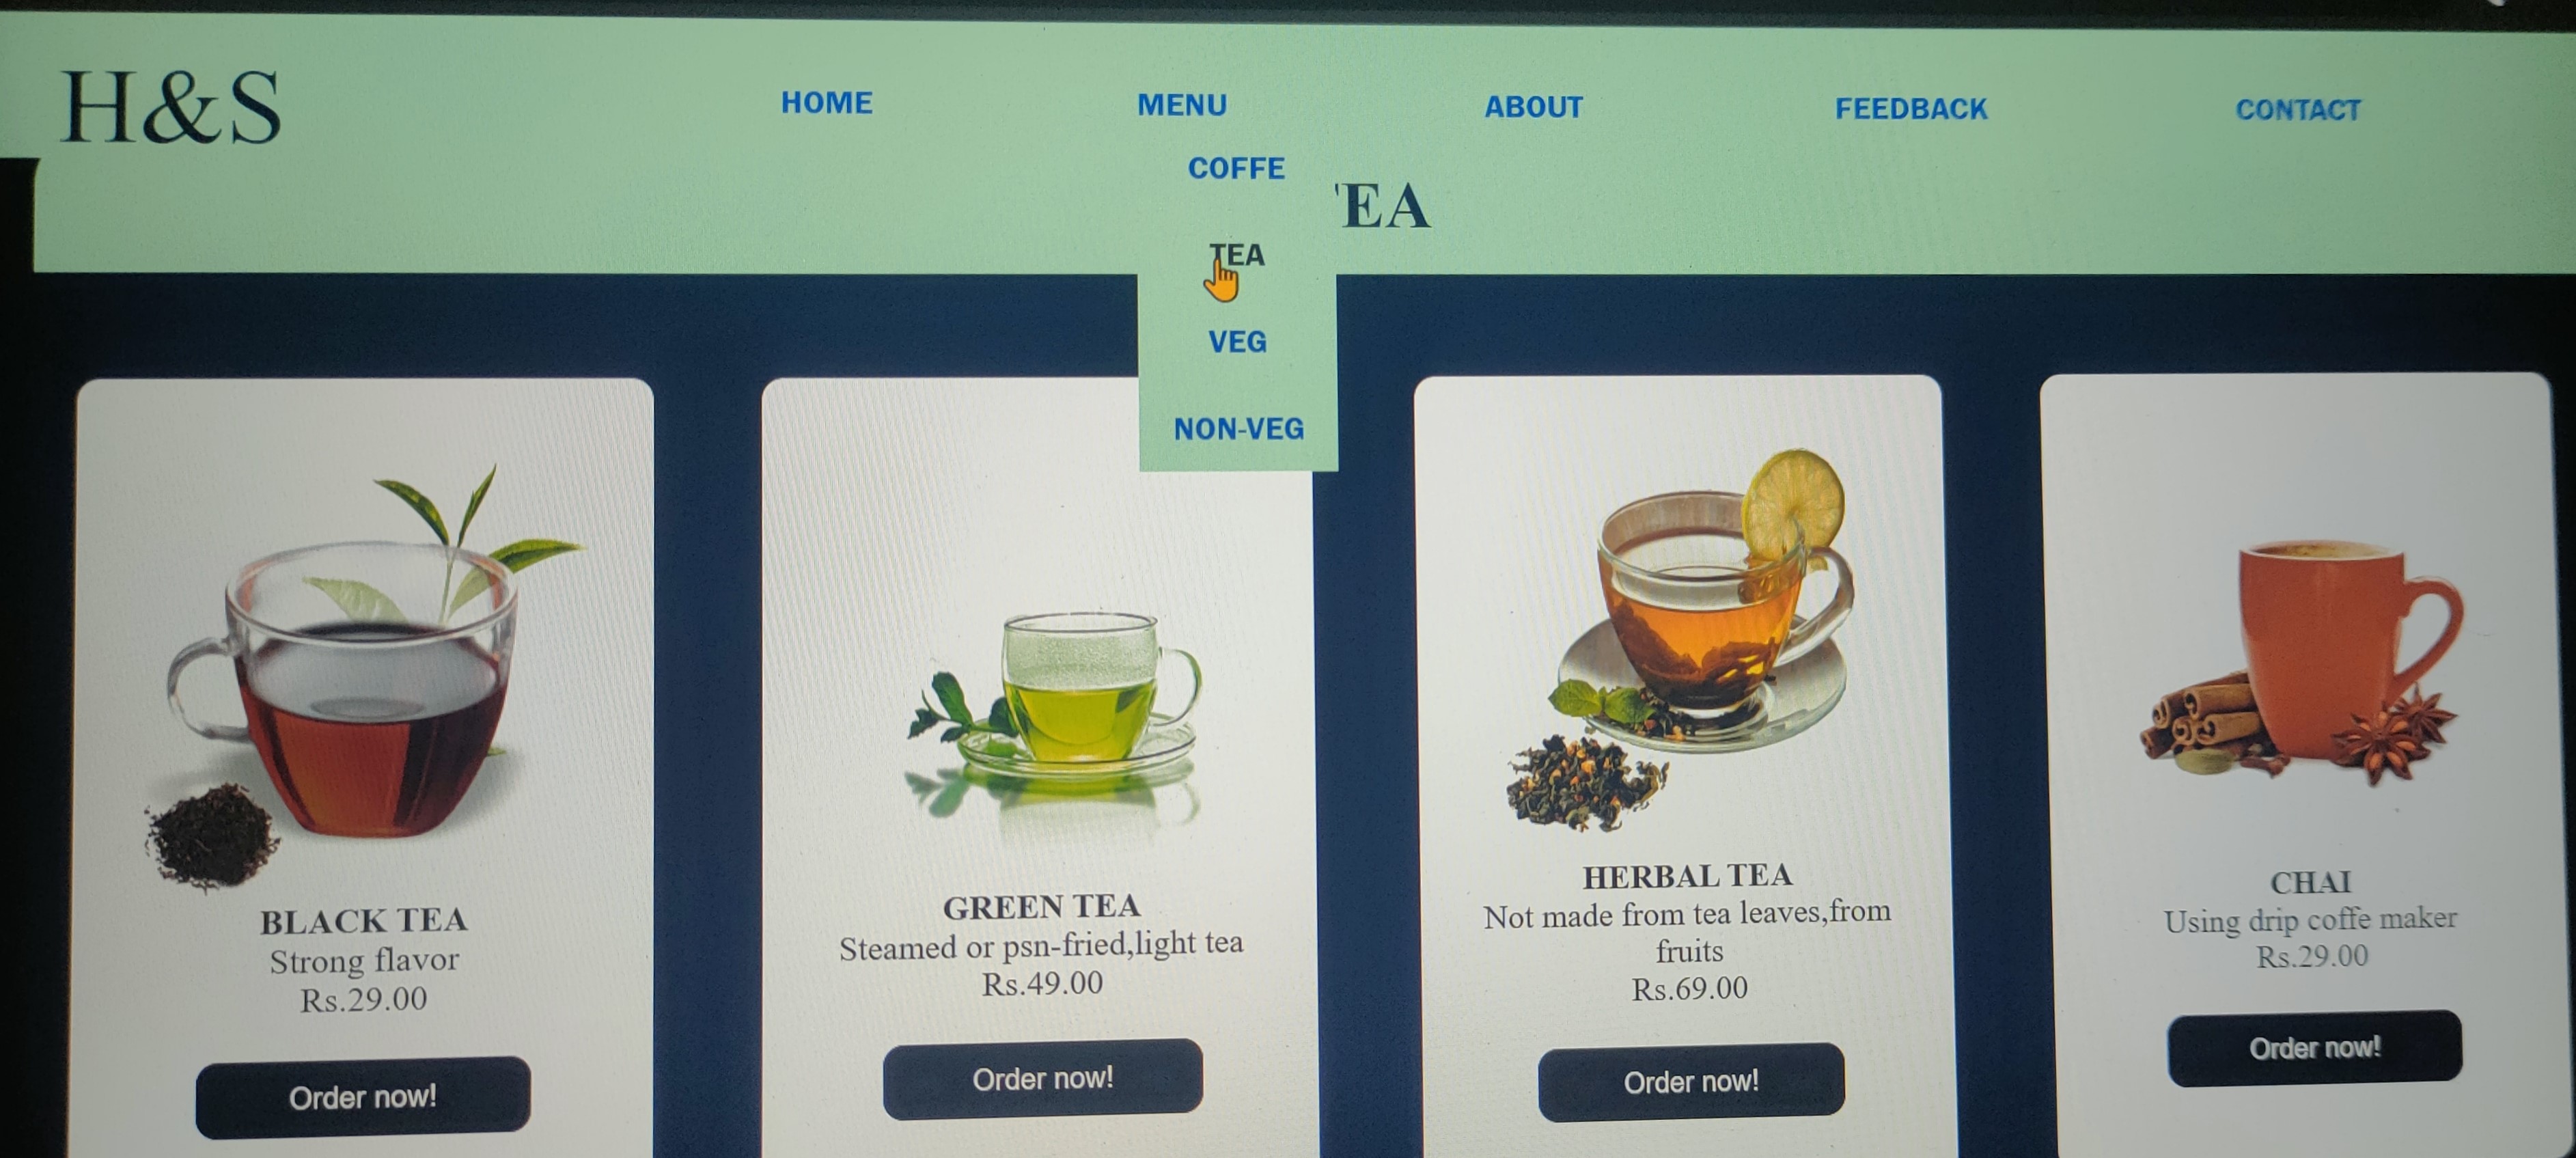 H&S
HOME
MENU
ABOUT
FEEDBACK
CONTACT
COFFE
TEA
VEG
NON-VEG
'EA
BLACK TEA
Strong flavor
Rs.29.00
Order now!
GREEN TEA
Steamed or psn-fried,light tea
Rs.49.00
Order now!
HERBAL TEA
Not made from tea leaves,from
fruits
Rs.69.00
Order now!
CHAI
Using drip coffe maker
Rs.29.00
Order now!